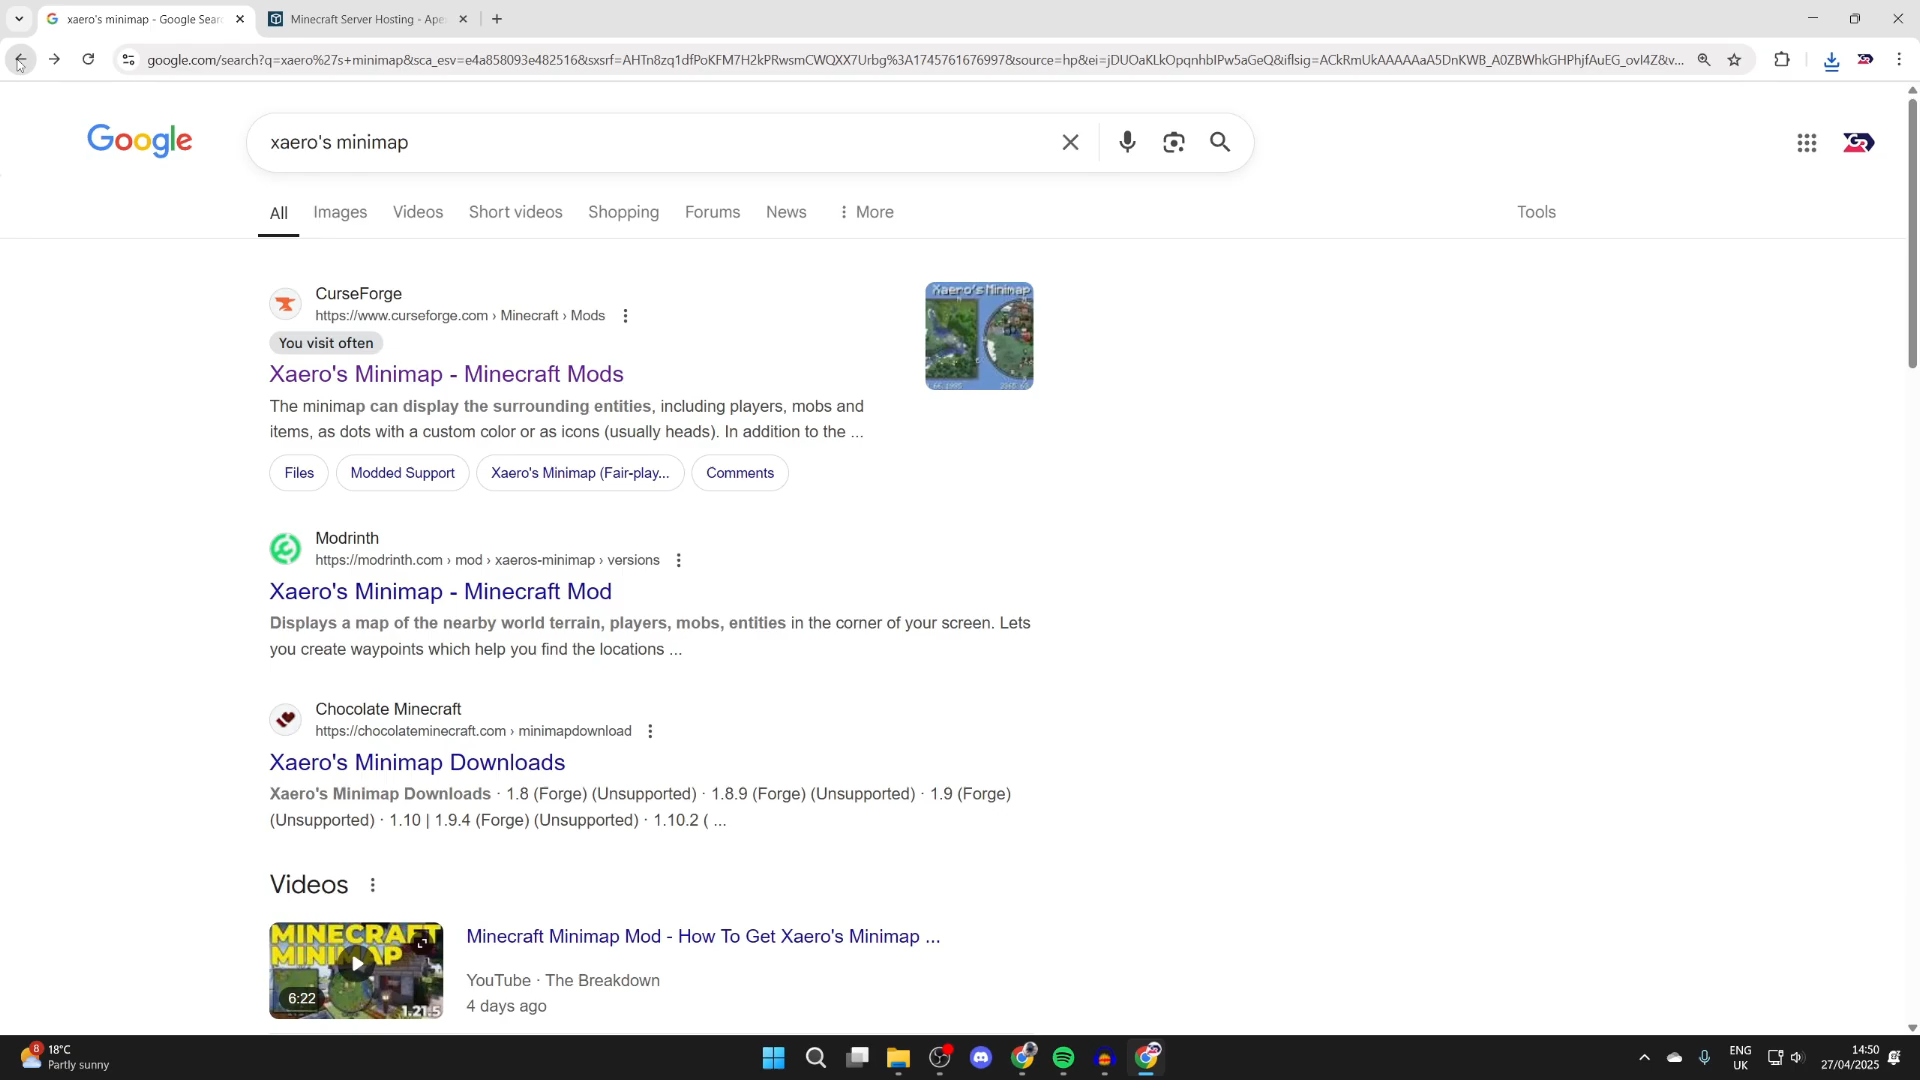 xaero's minimap - Google Sear
Minecraft Server Hosting - Ape
google.com/search?q=xaero%27s+minimap&sca_esv=e4a858093e482516&sxsrf=AHTn8zq1dfPoKFM7H2kPRwsmCWQXX7Urbg%3A1745761676997&source=hp&ei=jDUOaKLkOpqnhbIPw5aGeQ&iflsig=ACkRmUkAAAAAaA5DnKWB_A0ZBWhkGHPhjfAuEG_ovI4Z&v...
Google
xaero's minimap
All
Images
Videos
Short videos
Shopping
Forums
News
More
Tools
CurseForge
https://www.curseforge.com › Minecraft › Mods
You visit often
Xaero's Minimap - Minecraft Mods
The minimap can display the surrounding entities, including players, mobs and
items, as dots with a custom color or as icons (usually heads). In addition to the ...
Xaero's Minimap
Files
Modded Support
Xaero's Minimap (Fair-play...
Comments
Modrinth
https://modrinth.com › mod › xaeros-minimap › versions
Xaero's Minimap - Minecraft Mod
Displays a map of the nearby world terrain, players, mobs, entities in the corner of your screen. Lets
you create waypoints which help you find the locations ...
Chocolate Minecraft
https://chocolateminecraft.com › minimapdownload
Xaero's Minimap Downloads
Xaero's Minimap Downloads · 1.8 (Forge) (Unsupported) · 1.8.9 (Forge) (Unsupported) · 1.9 (Forge)
(Unsupported) · 1.10 | 1.9.4 (Forge) (Unsupported) · 1.10.2 ( ...
Videos
MINECRAFT
MINIMAP
6:22
1.21.5
Minecraft Minimap Mod - How To Get Xaero's Minimap ...
YouTube · The Breakdown
4 days ago
8
18°C
Partly sunny
ENG
UK
14:50
27/04/2025